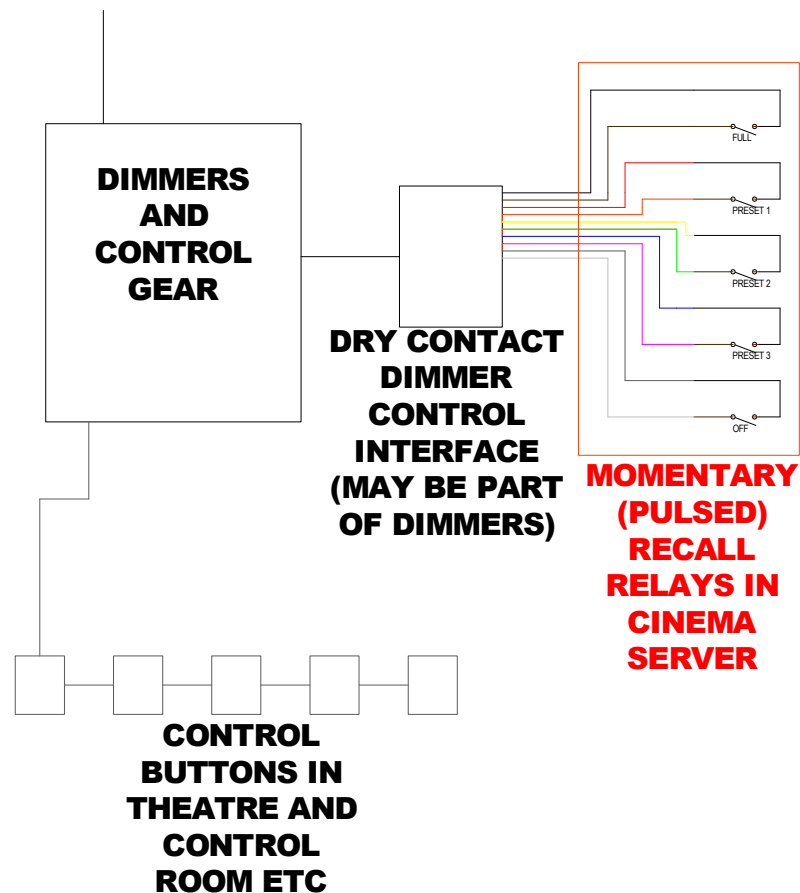 DIMMERS
AND
CONTROL
GEAR
DRY CONTACT
DIMMER
CONTROL
INTERFACE
(MAY BE PART
OF DIMMERS)
FULL
PRESET 1
PRESET 2
PRESET 3
OFF
MOMENTARY
(PULSED)
RECALL
RELAYS IN
CINEMA
SERVER
CONTROL
BUTTONS IN
THEATRE AND
CONTROL
ROOM ETC